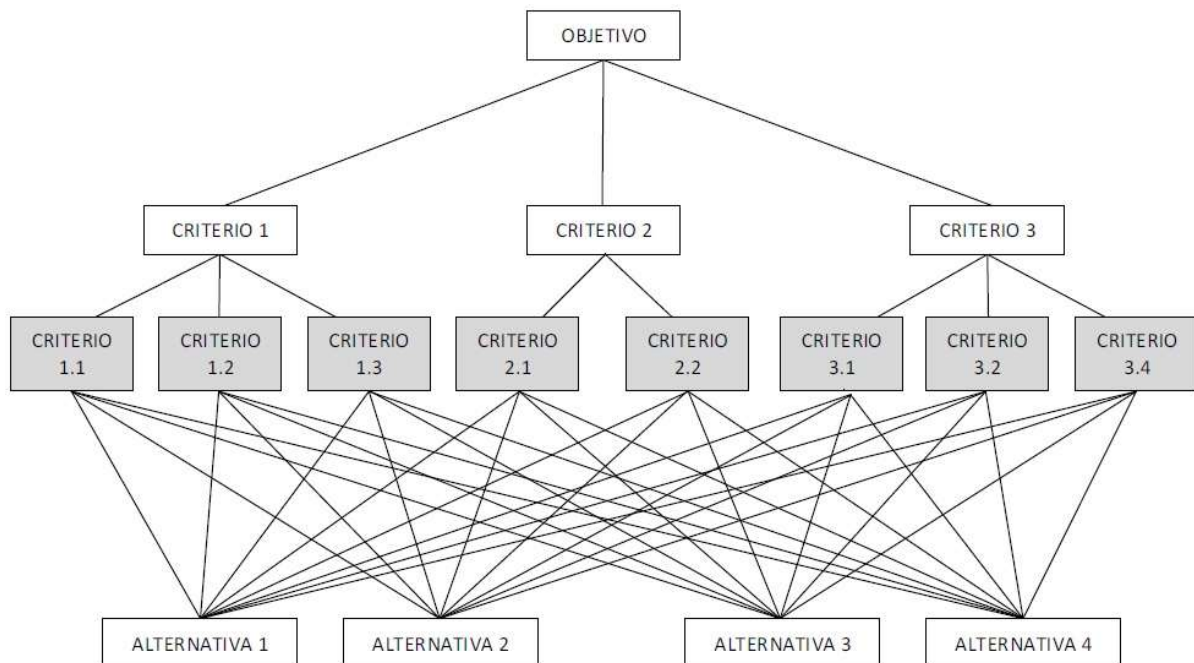 OBJETIVO
CRITERIO 1
CRITERIO 2
CRITERIO 3
CRITERIO
1.1
CRITERIO
1.2
CRITERIO
1.3
CRITERIO
2.1
CRITERIO
2.2
CRITERIO
3.1
CRITERIO
3.2
CRITERIO
3.4
ALTERNATIVA 1
ALTERNATIVA 2
ALTERNATIVA 3
ALTERNATIVA 4